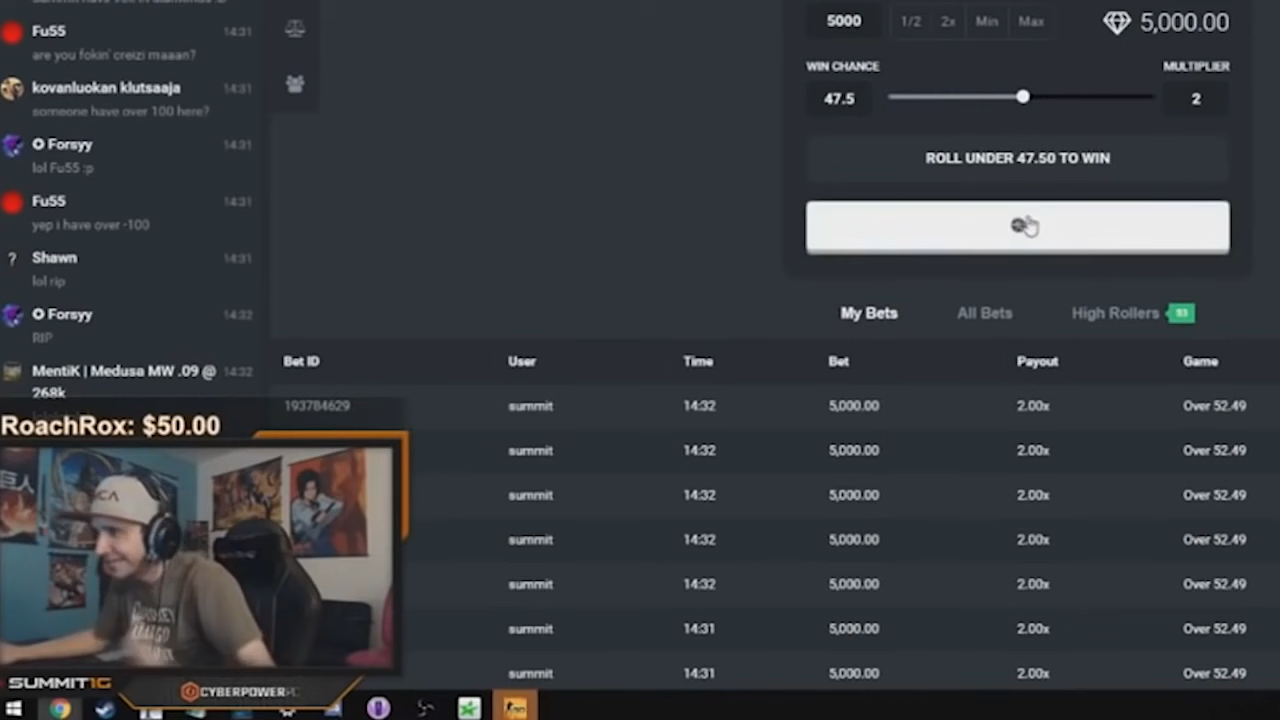 Fu55 14:31
are you fokin' creizi maaan?
kovanluokan klutsaaja 14:31
someone have over 100 here?
Forsyy 14:31
lol Fu55 :p
Fu55 14:31
yep i have over -100
? Shawn 14:31
lol rip
Forsyy 14:32
RIP
MentiK | Medusa MW .09 @ 14:32
268k
5000 1/2 2x Min Max 5,000.00
WIN CHANCE MULTIPLIER
47.5 2
ROLL UNDER 47.50 TO WIN
My Bets All Bets High Rollers 93
Bet ID User Time Bet Payout Game
193784629 summit 14:32 5,000.00 2.00x Over 52.49
summit 14:32 5,000.00 2.00x Over 52.49
summit 14:32 5,000.00 2.00x Over 52.49
summit 14:32 5,000.00 2.00x Over 52.49
summit 14:32 5,000.00 2.00x Over 52.49
summit 14:31 5,000.00 2.00x Over 52.49
summit 14:31 5,000.00 2.00x Over 52.49
RoachRox: $50.00
SUMMIT1G
CYBERPOWERPC